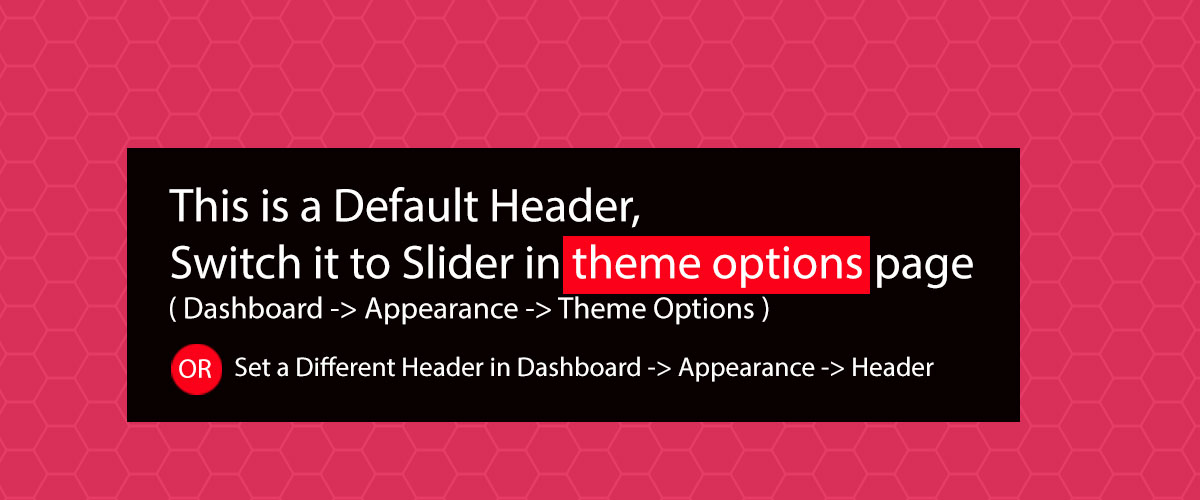 This is a Default Header,
Switch it to Slider in theme options page
( Dashboard -> Appearance -> Theme Options )
OR Set a Different Header in Dashboard -> Appearance -> Header